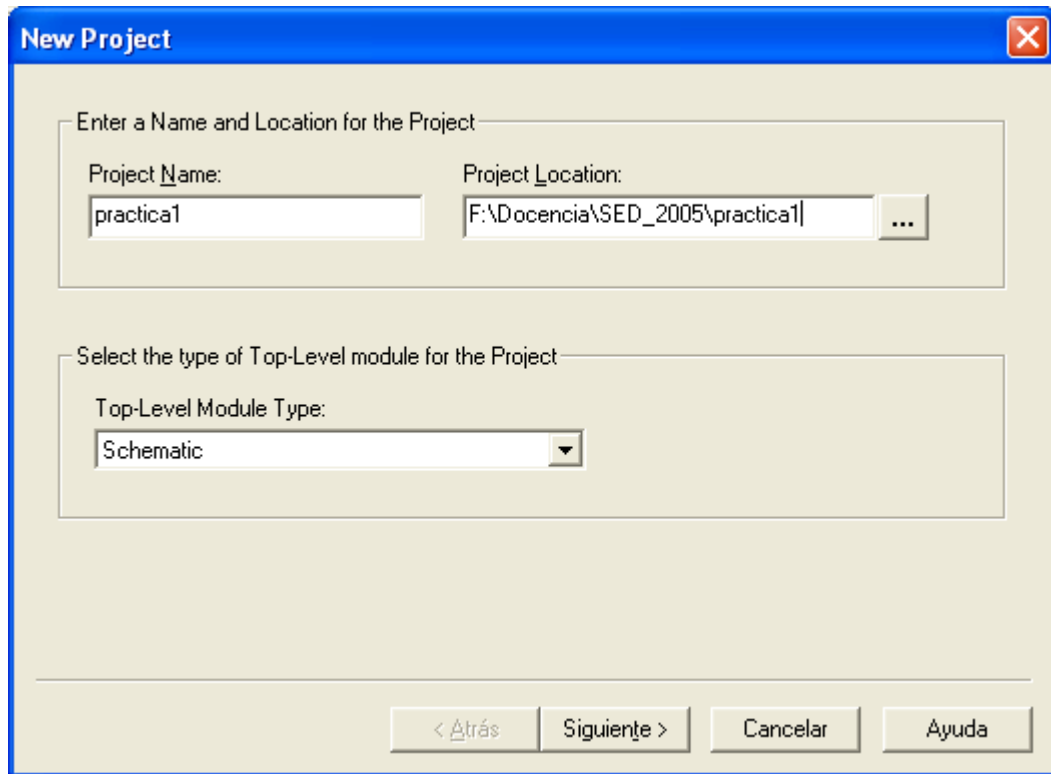 New Project
Enter a Name and Location for the Project
Project Name: Project Location:
practica1 F:\Docencia\SED_2005\practica1 ...
Select the type of Top-Level module for the Project
Top-Level Module Type:
Schematic
< Atrás Siguiente > Cancelar Ayuda